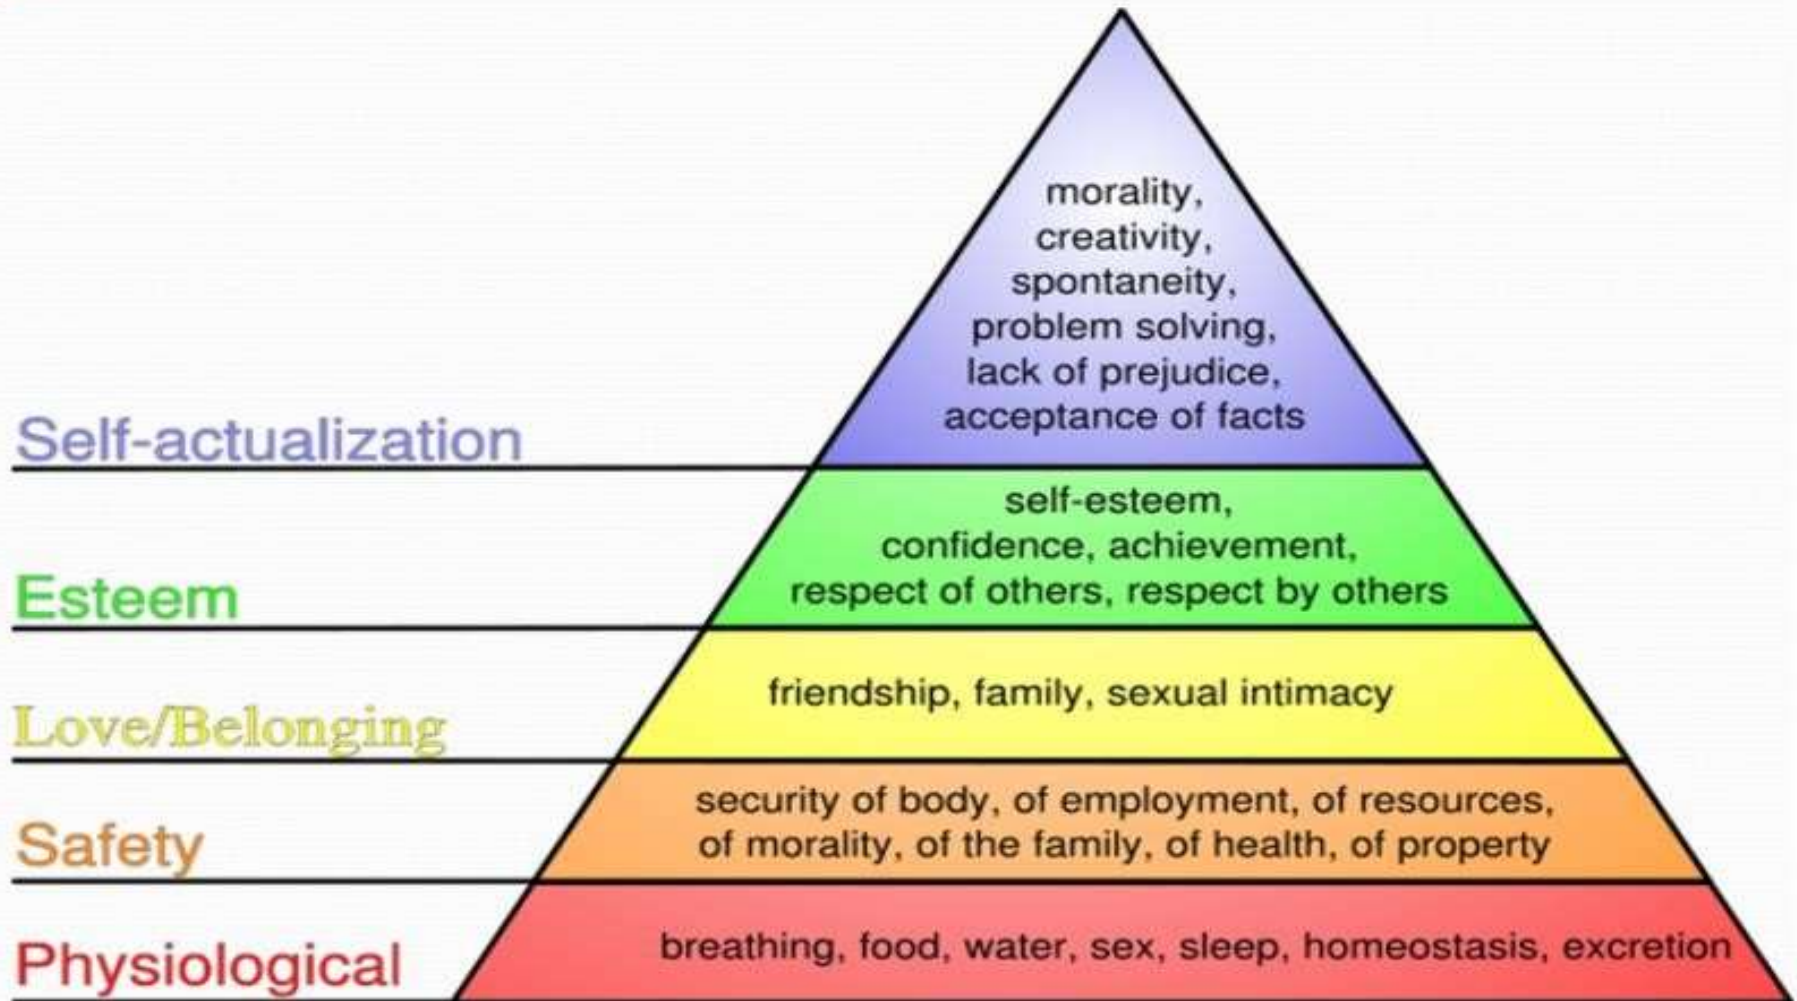 morality,
creativity,
spontaneity,
problem solving,
lack of prejudice,
acceptance of facts
Self-actualization
self-esteem,
confidence, achievement,
respect of others, respect by others
Esteem
friendship, family, sexual intimacy
Love/Belonging
security of body, of employment, of resources,
of morality, of the family, of health, of property
Safety
breathing, food, water, sex, sleep, homeostasis, excretion
Physiological